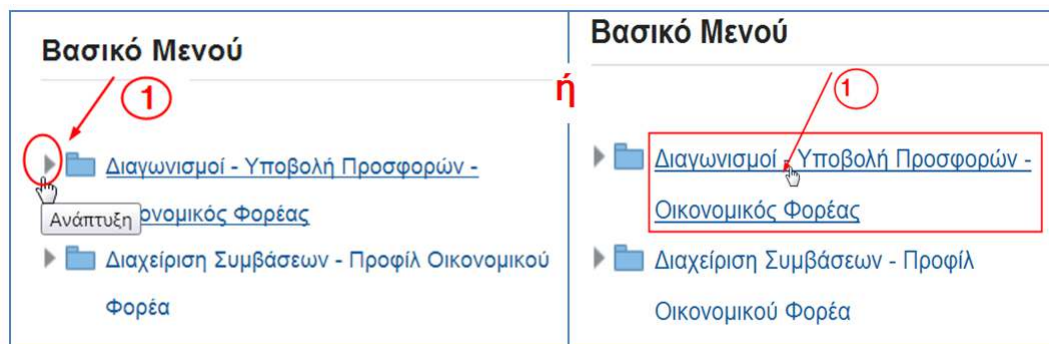 Βασικό Μενού
1
Διαγωνισμοί - Υποβολή Προσφορών -
Ανάπτυξη ονομικός Φορέας
Διαχείριση Συμβάσεων - Προφίλ Οικονομικού
Φορέα
ή
Βασικό Μενού
1
Διαγωνισμοί - Υποβολή Προσφορών -
Οικονομικός Φορέας
Διαχείριση Συμβάσεων - Προφίλ
Οικονομικού Φορέα